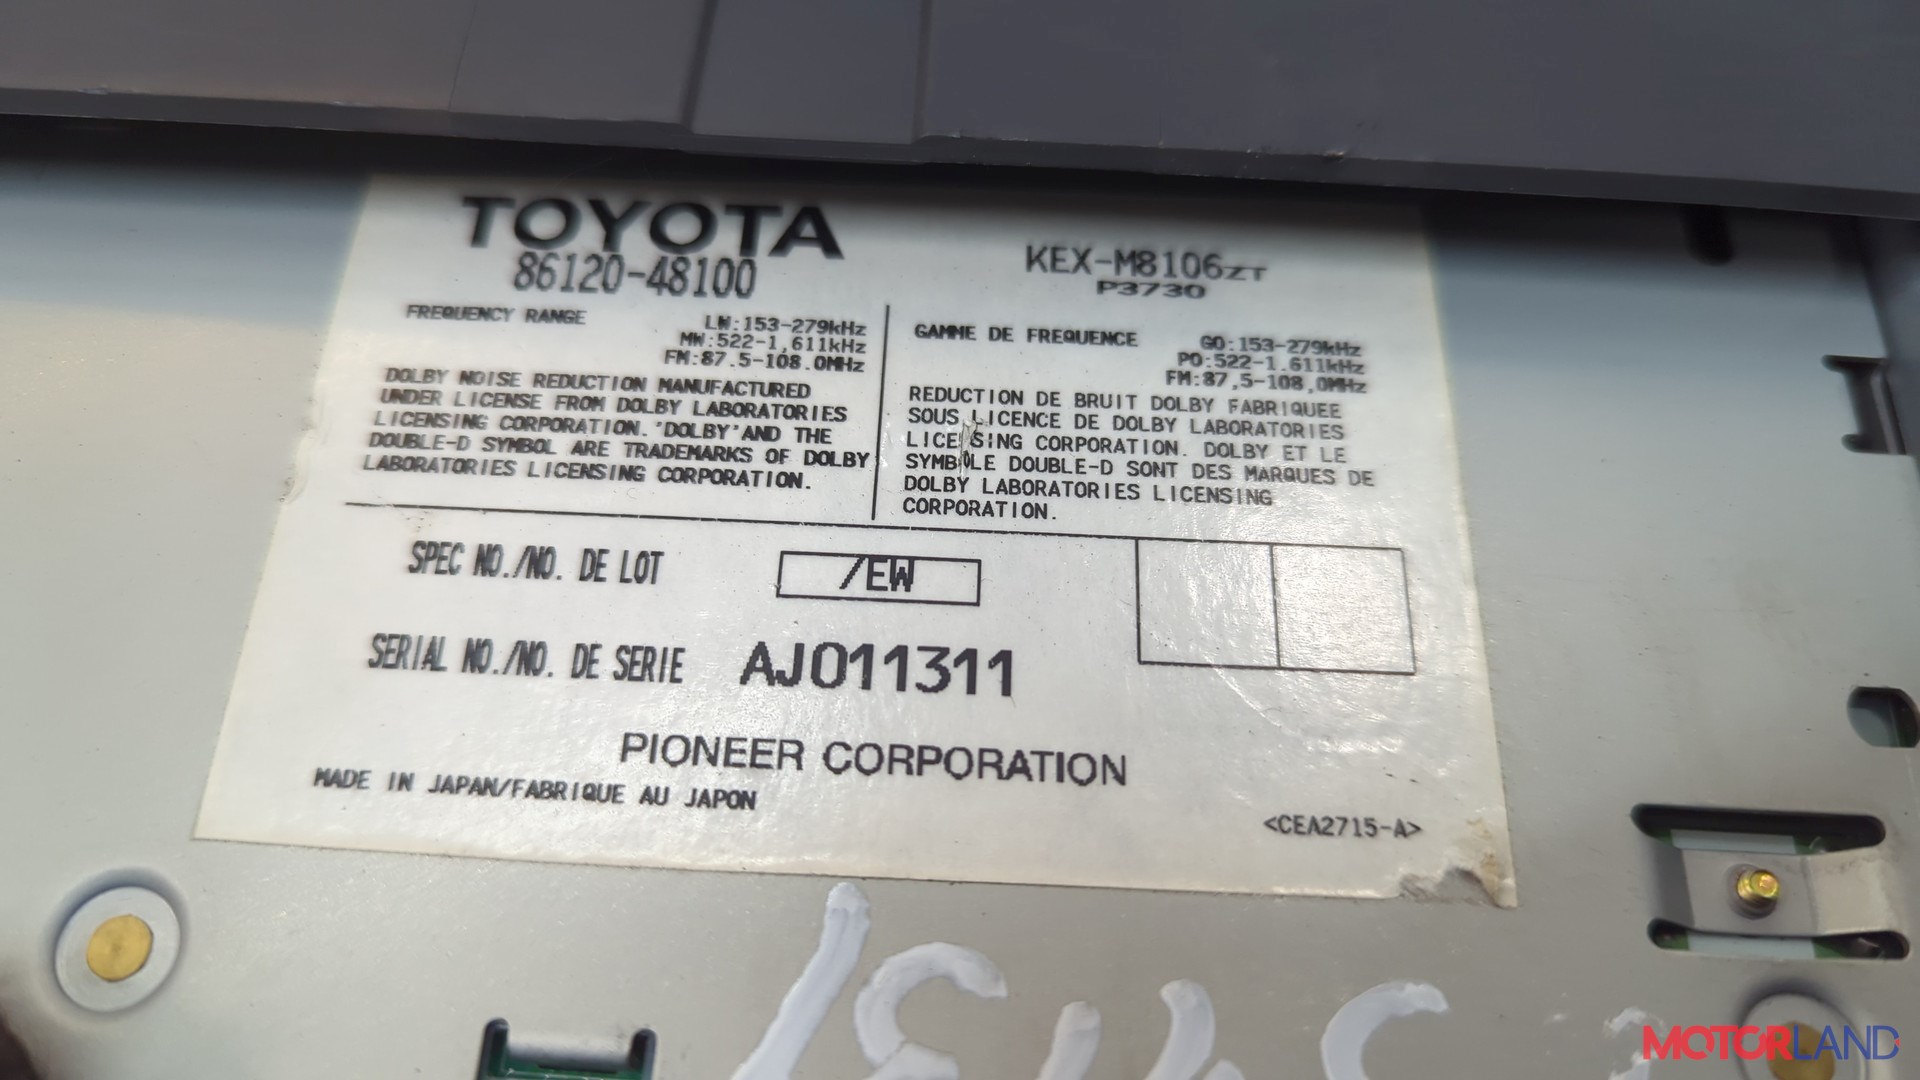 TOYOTA
86120-48100
KEX-M8106ZT
P3730
FREQUENCY RANGE
LW:153-279kHz
MW:522-1,611kHz
FM:87.5-108.0MHz
DOLBY NOISE REDUCTION MANUFACTURED
UNDER LICENSE FROM DOLBY LABORATORIES
LICENSING CORPORATION. "DOLBY" AND THE
DOUBLE-D SYMBOL ARE TRADEMARKS OF DOLBY
LABORATORIES LICENSING CORPORATION.
GAMME DE FREQUENCE
GO:153-279kHz
PO:522-1.611kHz
FM:87,5-108,0MHz
REDUCTION DE BRUIT DOLBY FABRIQUEE
SOUS LICENCE DE DOLBY LABORATORIES
LICENSING CORPORATION. DOLBY ET LE
SYMBOLE DOUBLE-D SONT DES MARQUES DE
DOLBY LABORATORIES LICENSING
CORPORATION.
SPEC NO./NO. DE LOT
/EW
SERIAL NO./NO. DE SERIE
AJ011311
PIONEER CORPORATION
MADE IN JAPAN/FABRIQUE AU JAPON
<CEA2715-A>
MOTORLAND